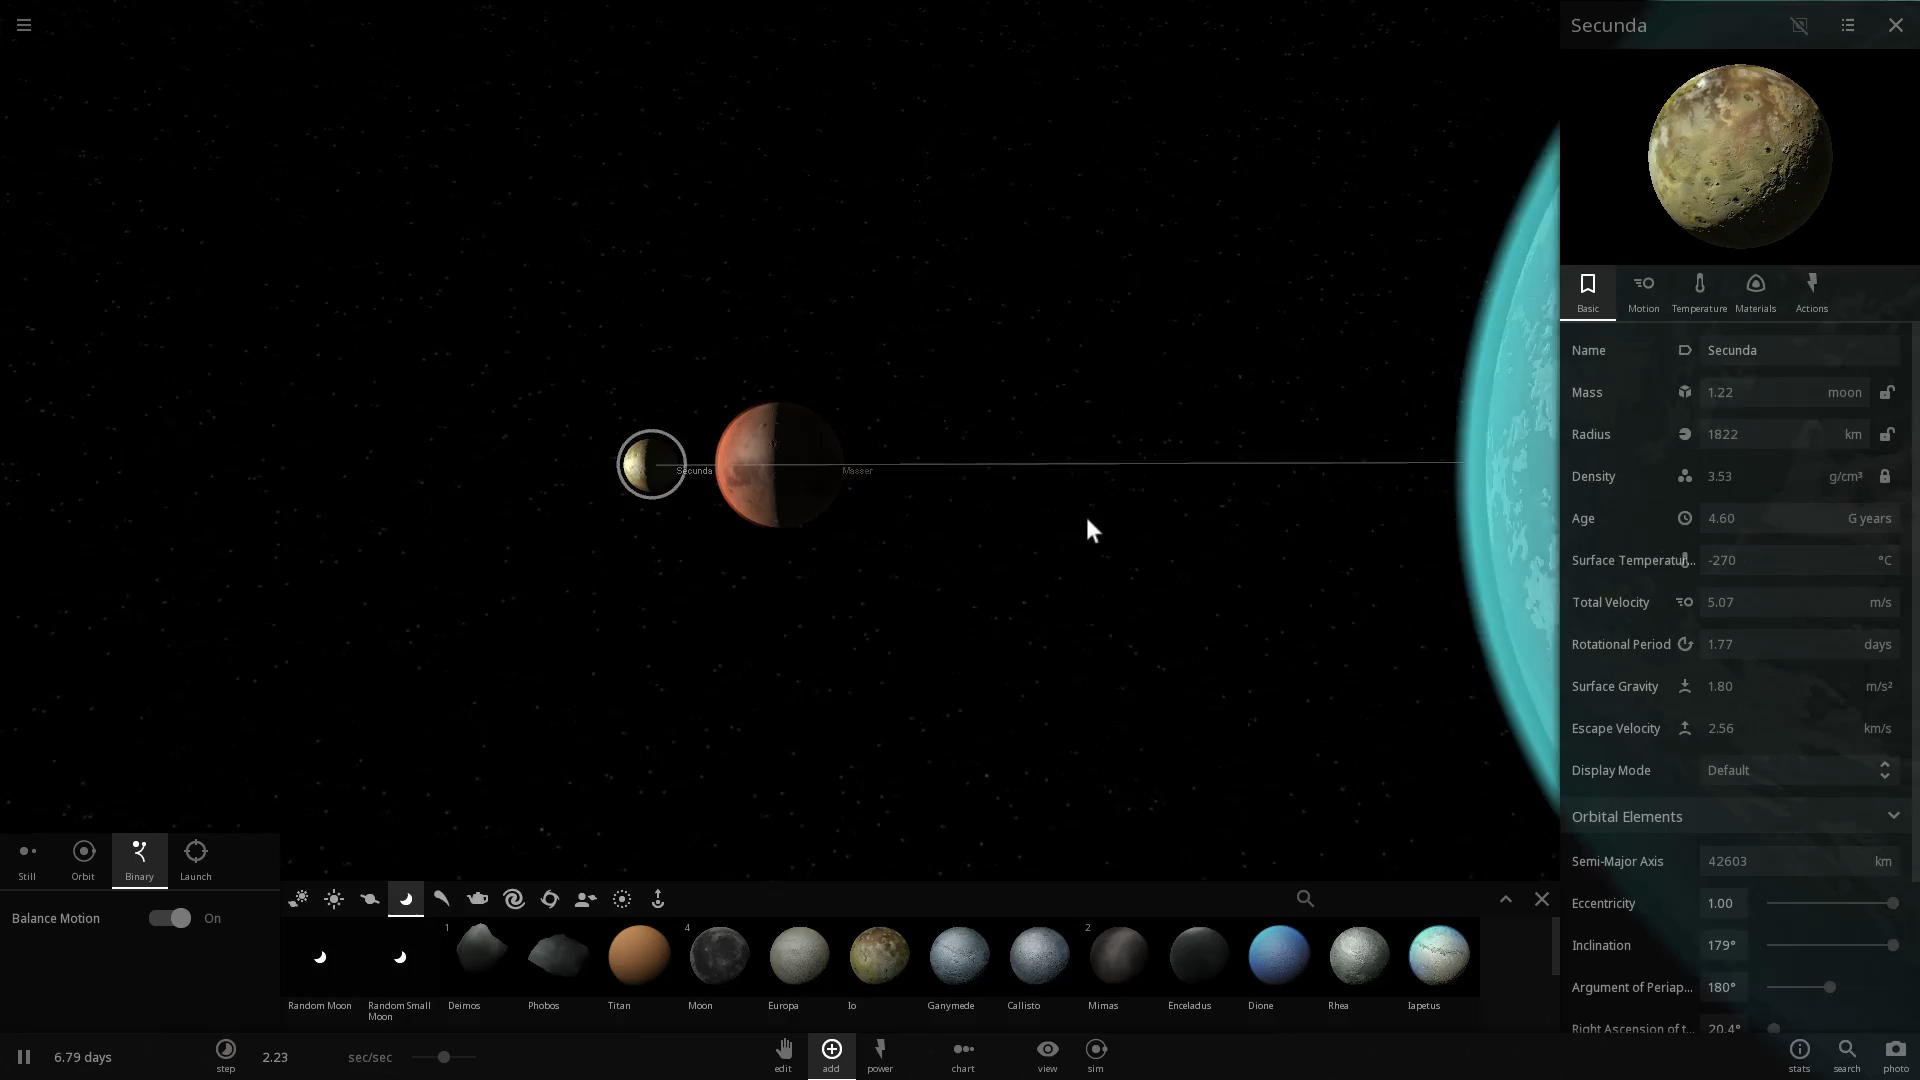 Secunda
Basic
Motion
Temperature
Materials
Actions
Name Secunda
Mass 1.22 moon
Radius 1822 km
Density 3.53 g/cm³
Age 4.60 G years
Surface Temperatur... -270 °C
Total Velocity 5.07 m/s
Rotational Period 1.77 days
Surface Gravity 1.80 m/s²
Escape Velocity 2.56 km/s
Display Mode Default
Orbital Elements
Semi-Major Axis 42603 km
Eccentricity 1.00
Inclination 179°
Argument of Periap... 180°
Right Ascension of t... 20.4°
Secunda
Masser
Still
Orbit
Binary
Launch
Balance Motion On
1
4
2
Random Moon
Random Small
Moon
Deimos
Phobos
Titan
Moon
Europa
Io
Ganymede
Callisto
Mimas
Enceladus
Dione
Rhea
Iapetus
6.79 days
step
2.23 sec/sec
edit
add
power
chart
view
sim
stats
search
photo